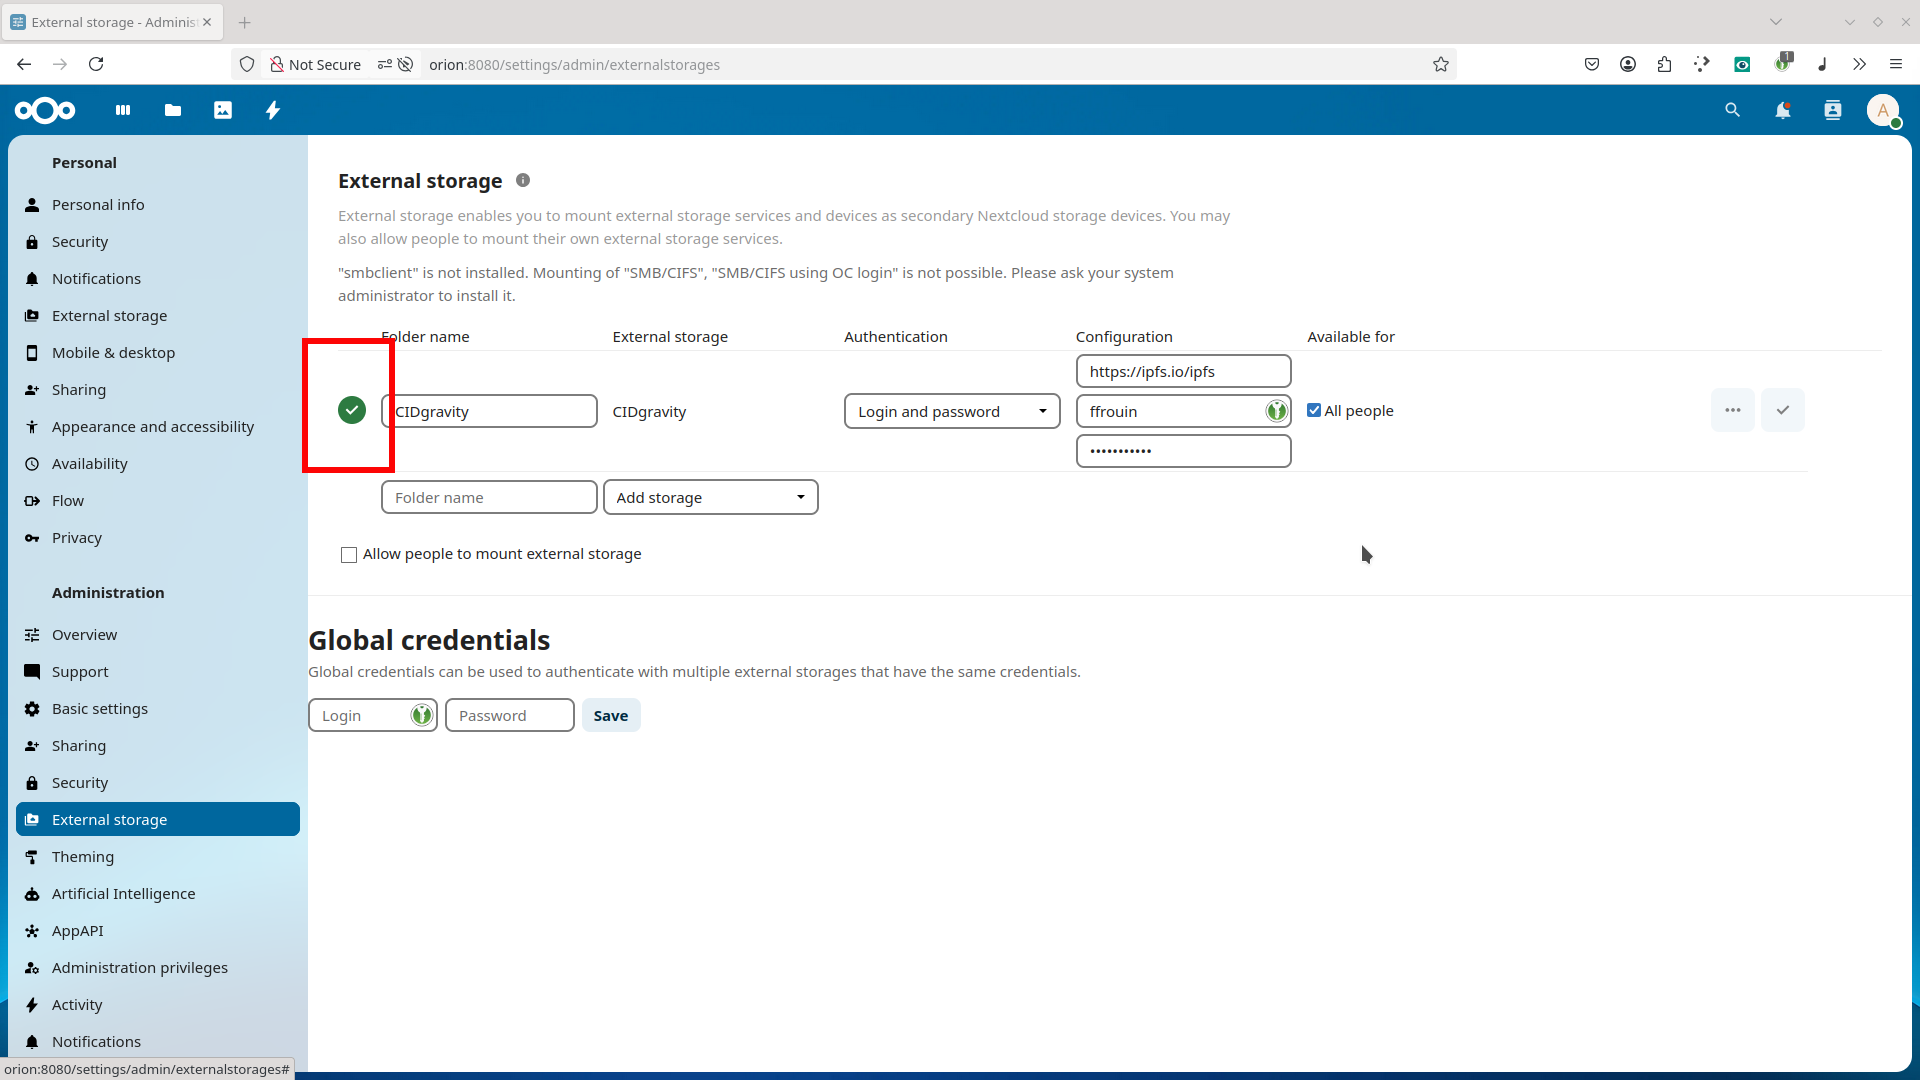 External storage - Adminis
Not Secure
orion:8080/settings/admin/externalstorages
1
A
Personal
Personal info
Security
Notifications
External storage
Mobile & desktop
Sharing
Appearance and accessibility
Availability
Flow
Privacy
Administration
Overview
Support
Basic settings
Sharing
Security
External storage
Theming
Artificial Intelligence
AppAPI
Administration privileges
Activity
Notifications
orion:8080/settings/admin/externalstorages#
External storage
External storage enables you to mount external storage services and devices as secondary Nextcloud storage devices. You may
also allow people to mount their own external storage services.
"smbclient" is not installed. Mounting of "SMB/CIFS", "SMB/CIFS using OC login" is not possible. Please ask your system
administrator to install it.
Folder name External storage Authentication Configuration Available for
https://ipfs.io/ipfs
CIDgravity CIDgravity Login and password ffrouin All people
•••••••••••
Folder name Add storage
Allow people to mount external storage
Global credentials
Global credentials can be used to authenticate with multiple external storages that have the same credentials.
Login Password Save